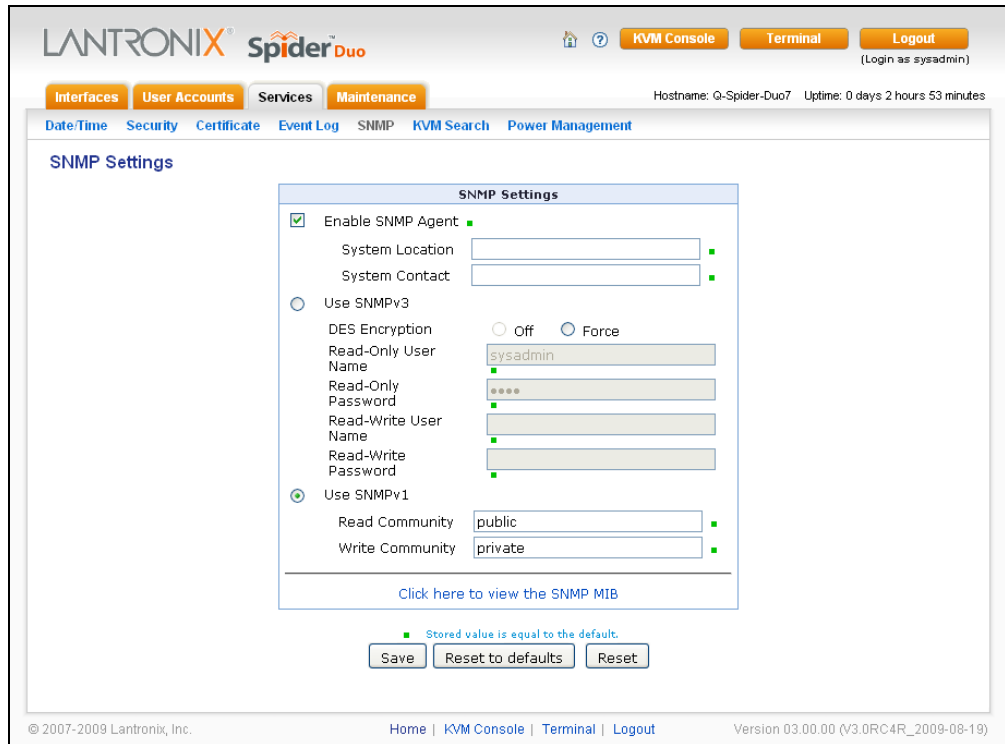 LANTRONIX® Spider™ Duo
KVM Console Terminal Logout
(Login as sysadmin)
Interfaces User Accounts Services Maintenance
Hostname: Q-Spider-Duo7 Uptime: 0 days 2 hours 53 minutes
Date/Time Security Certificate Event Log SNMP KVM Search Power Management
SNMP Settings
SNMP Settings
Enable SNMP Agent
System Location
System Contact
Use SNMPv3
DES Encryption Off Force
Read-Only User Name sysadmin
Read-Only Password ••••
Read-Write User Name
Read-Write Password
Use SNMPv1
Read Community public
Write Community private
Click here to view the SNMP MIB
Stored value is equal to the default.
Save Reset to defaults Reset
© 2007-2009 Lantronix, Inc. Home | KVM Console | Terminal | Logout Version 03.00.00 (V3.0RC4R_2009-08-19)